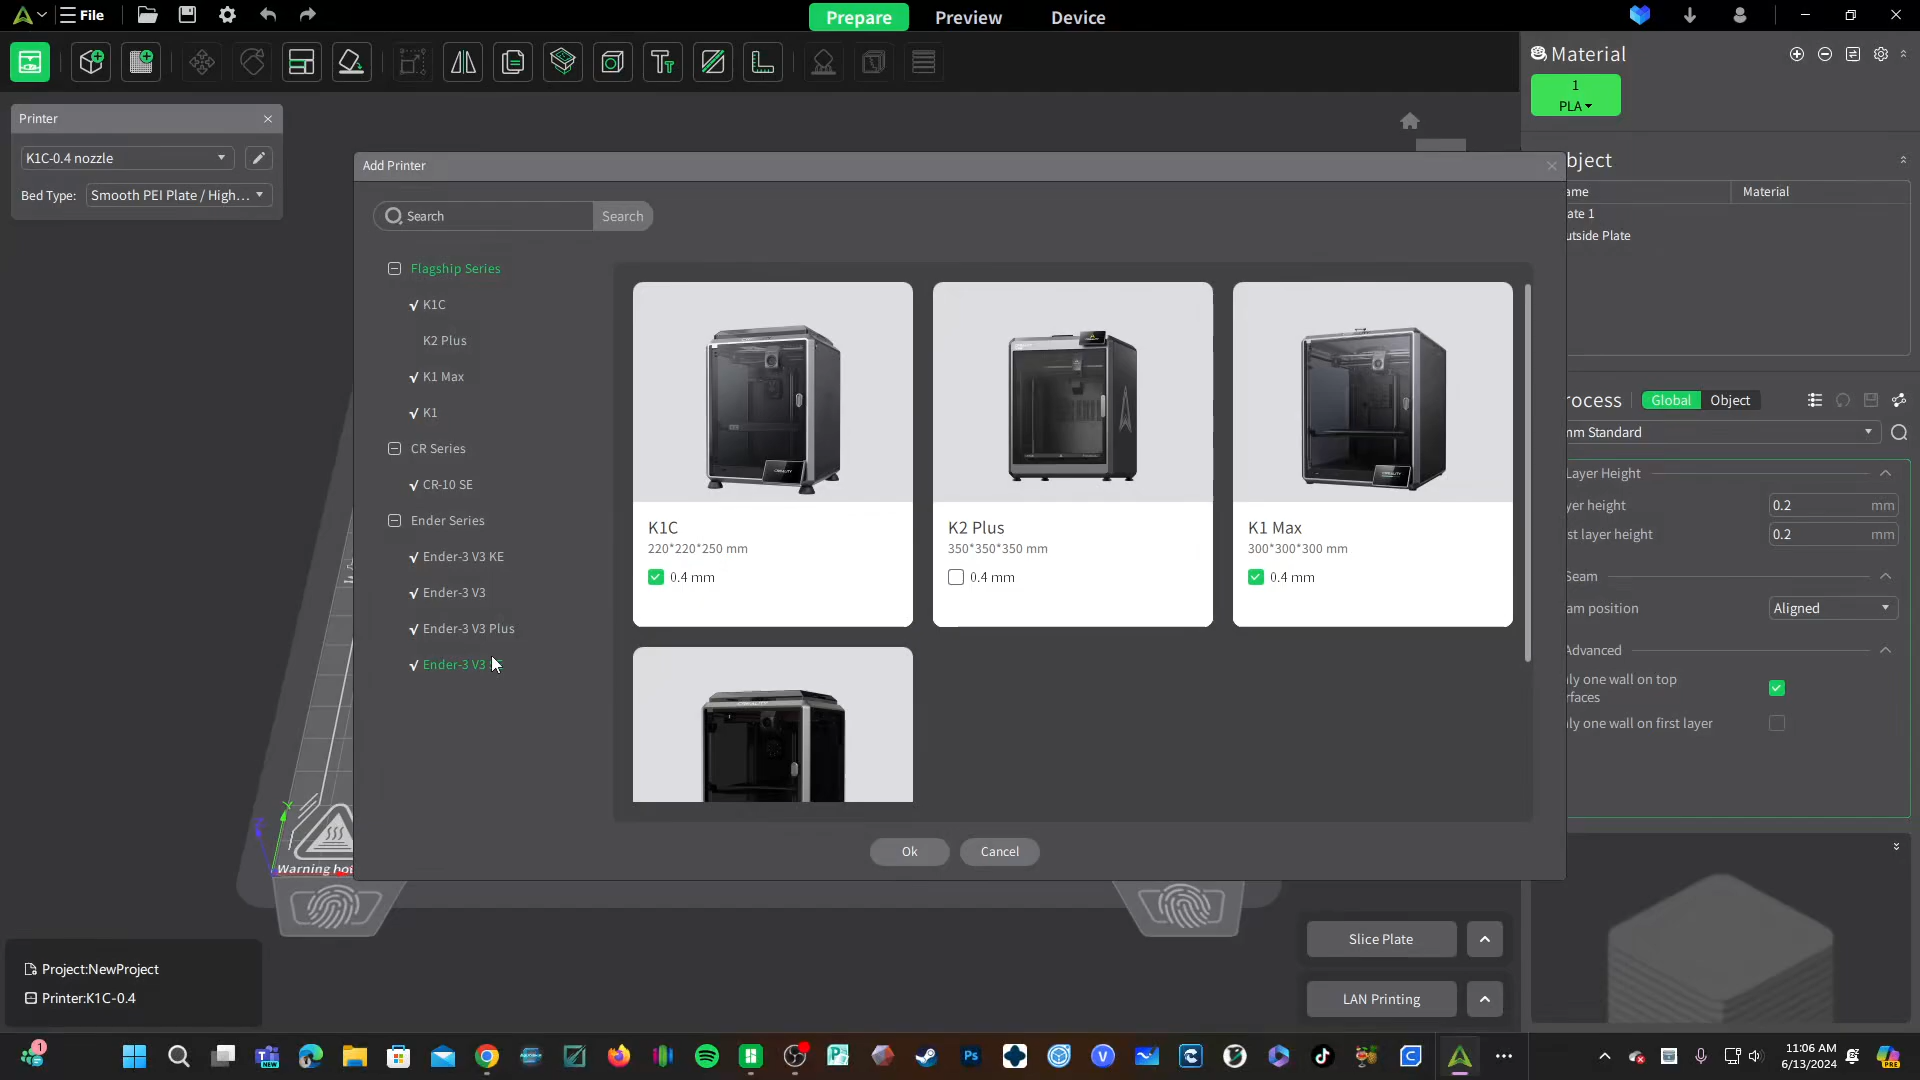 File
Prepare
Preview
Device
Printer
K1C-0.4 nozzle
Bed Type:
Smooth PEI Plate / High...
Add Printer
Search
Search
Flagship Series
√ K1C
K2 Plus
√ K1 Max
√ K1
CR Series
√ CR-10 SE
Ender Series
√ Ender-3 V3 KE
√ Ender-3 V3
√ Ender-3 V3 Plus
√ Ender-3 V3
K1C
220*220*250 mm
0.4 mm
K2 Plus
350*350*350 mm
0.4 mm
K1 Max
300*300*300 mm
0.4 mm
Ok
Cancel
Material
1
PLA
bject
ame
Material
ate 1
utside Plate
rocess
Global
Object
mm Standard
Layer Height
yer height
0.2 mm
st layer height
0.2 mm
Seam
am position
Aligned
Advanced
ly one wall on top
rfaces
ly one wall on first layer
Warning
Slice Plate
LAN Printing
Project:NewProject
Printer:K1C-0.4
1
NEW
Ps
11:06 AM
6/13/2024
PRE